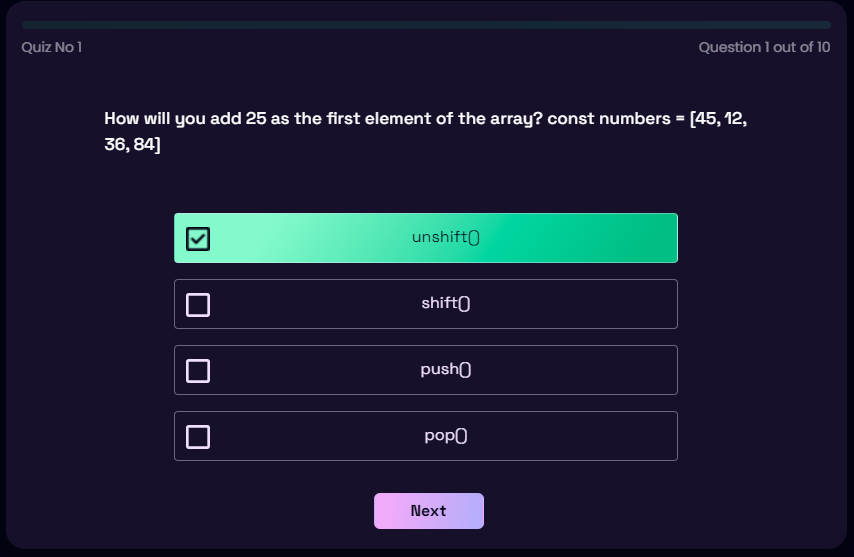 Quiz No 1
Question 1 out of 10
How will you add 25 as the first element of the array? const numbers = [45, 12,
36, 84]
unshift()
shift()
push()
pop()
Next